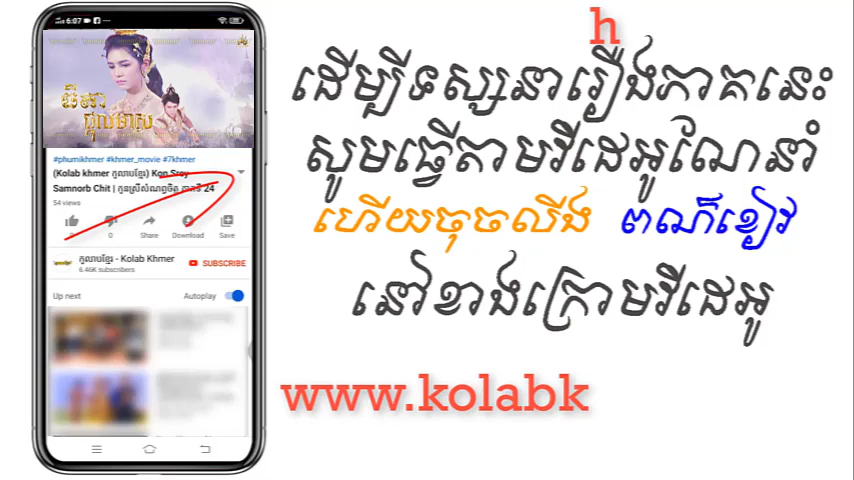 6:07
#phumikhmer #khmer_movie #7khmer
(Kolab khmer កូលាបខ្មែរ) Kon Srey
Samnorb Chit | កូនស្រីសំណព្វចិត្ត ភាគទី 24
54 views
0
Share
Download
Save
កូលាបខ្មែរ - Kolab Khmer
6.46K subscribers
SUBSCRIBE
Up next
Autoplay
h
ដើម្បីទស្សនារឿងភាគនេះ
សូមធ្វើតាមវីដេអូណែនាំ
ហើយចុចលីង ពណ៌ខៀវ
នៅខាងក្រោមវីដេអូ
www.kolabk